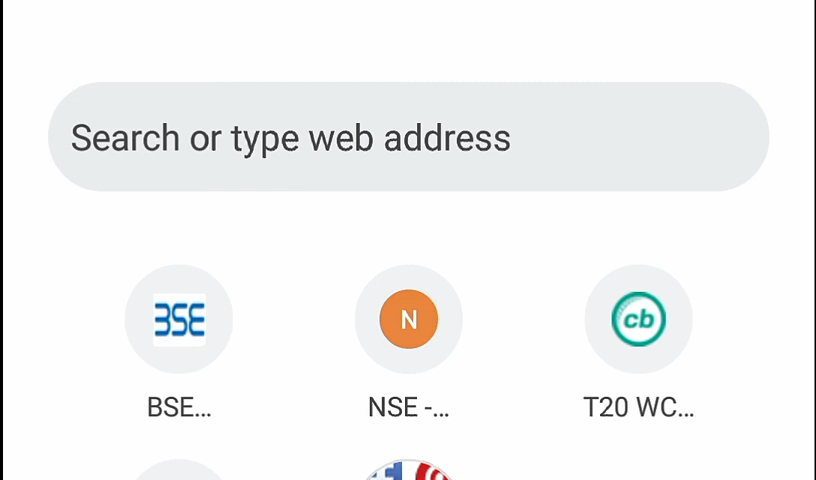 Search or type web address
BSE
N
cb
BSE...
NSE -...
T20 WC...